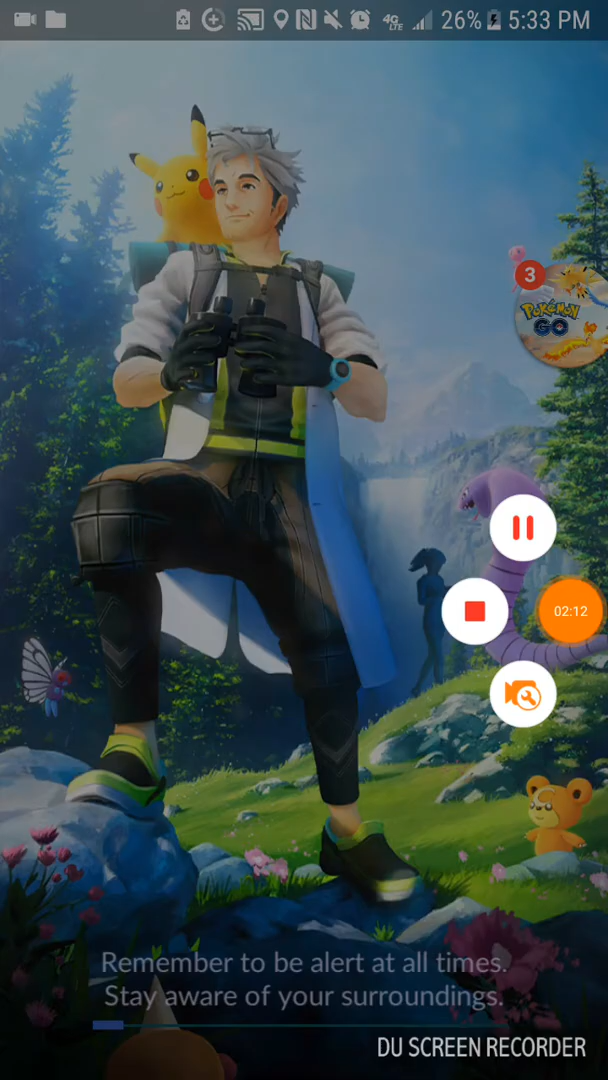 4G
LTE
26%
5:33 PM
3
POKÉMON
GO
02:12
Remember to be alert at all times.
Stay aware of your surroundings.
DU SCREEN RECORDER